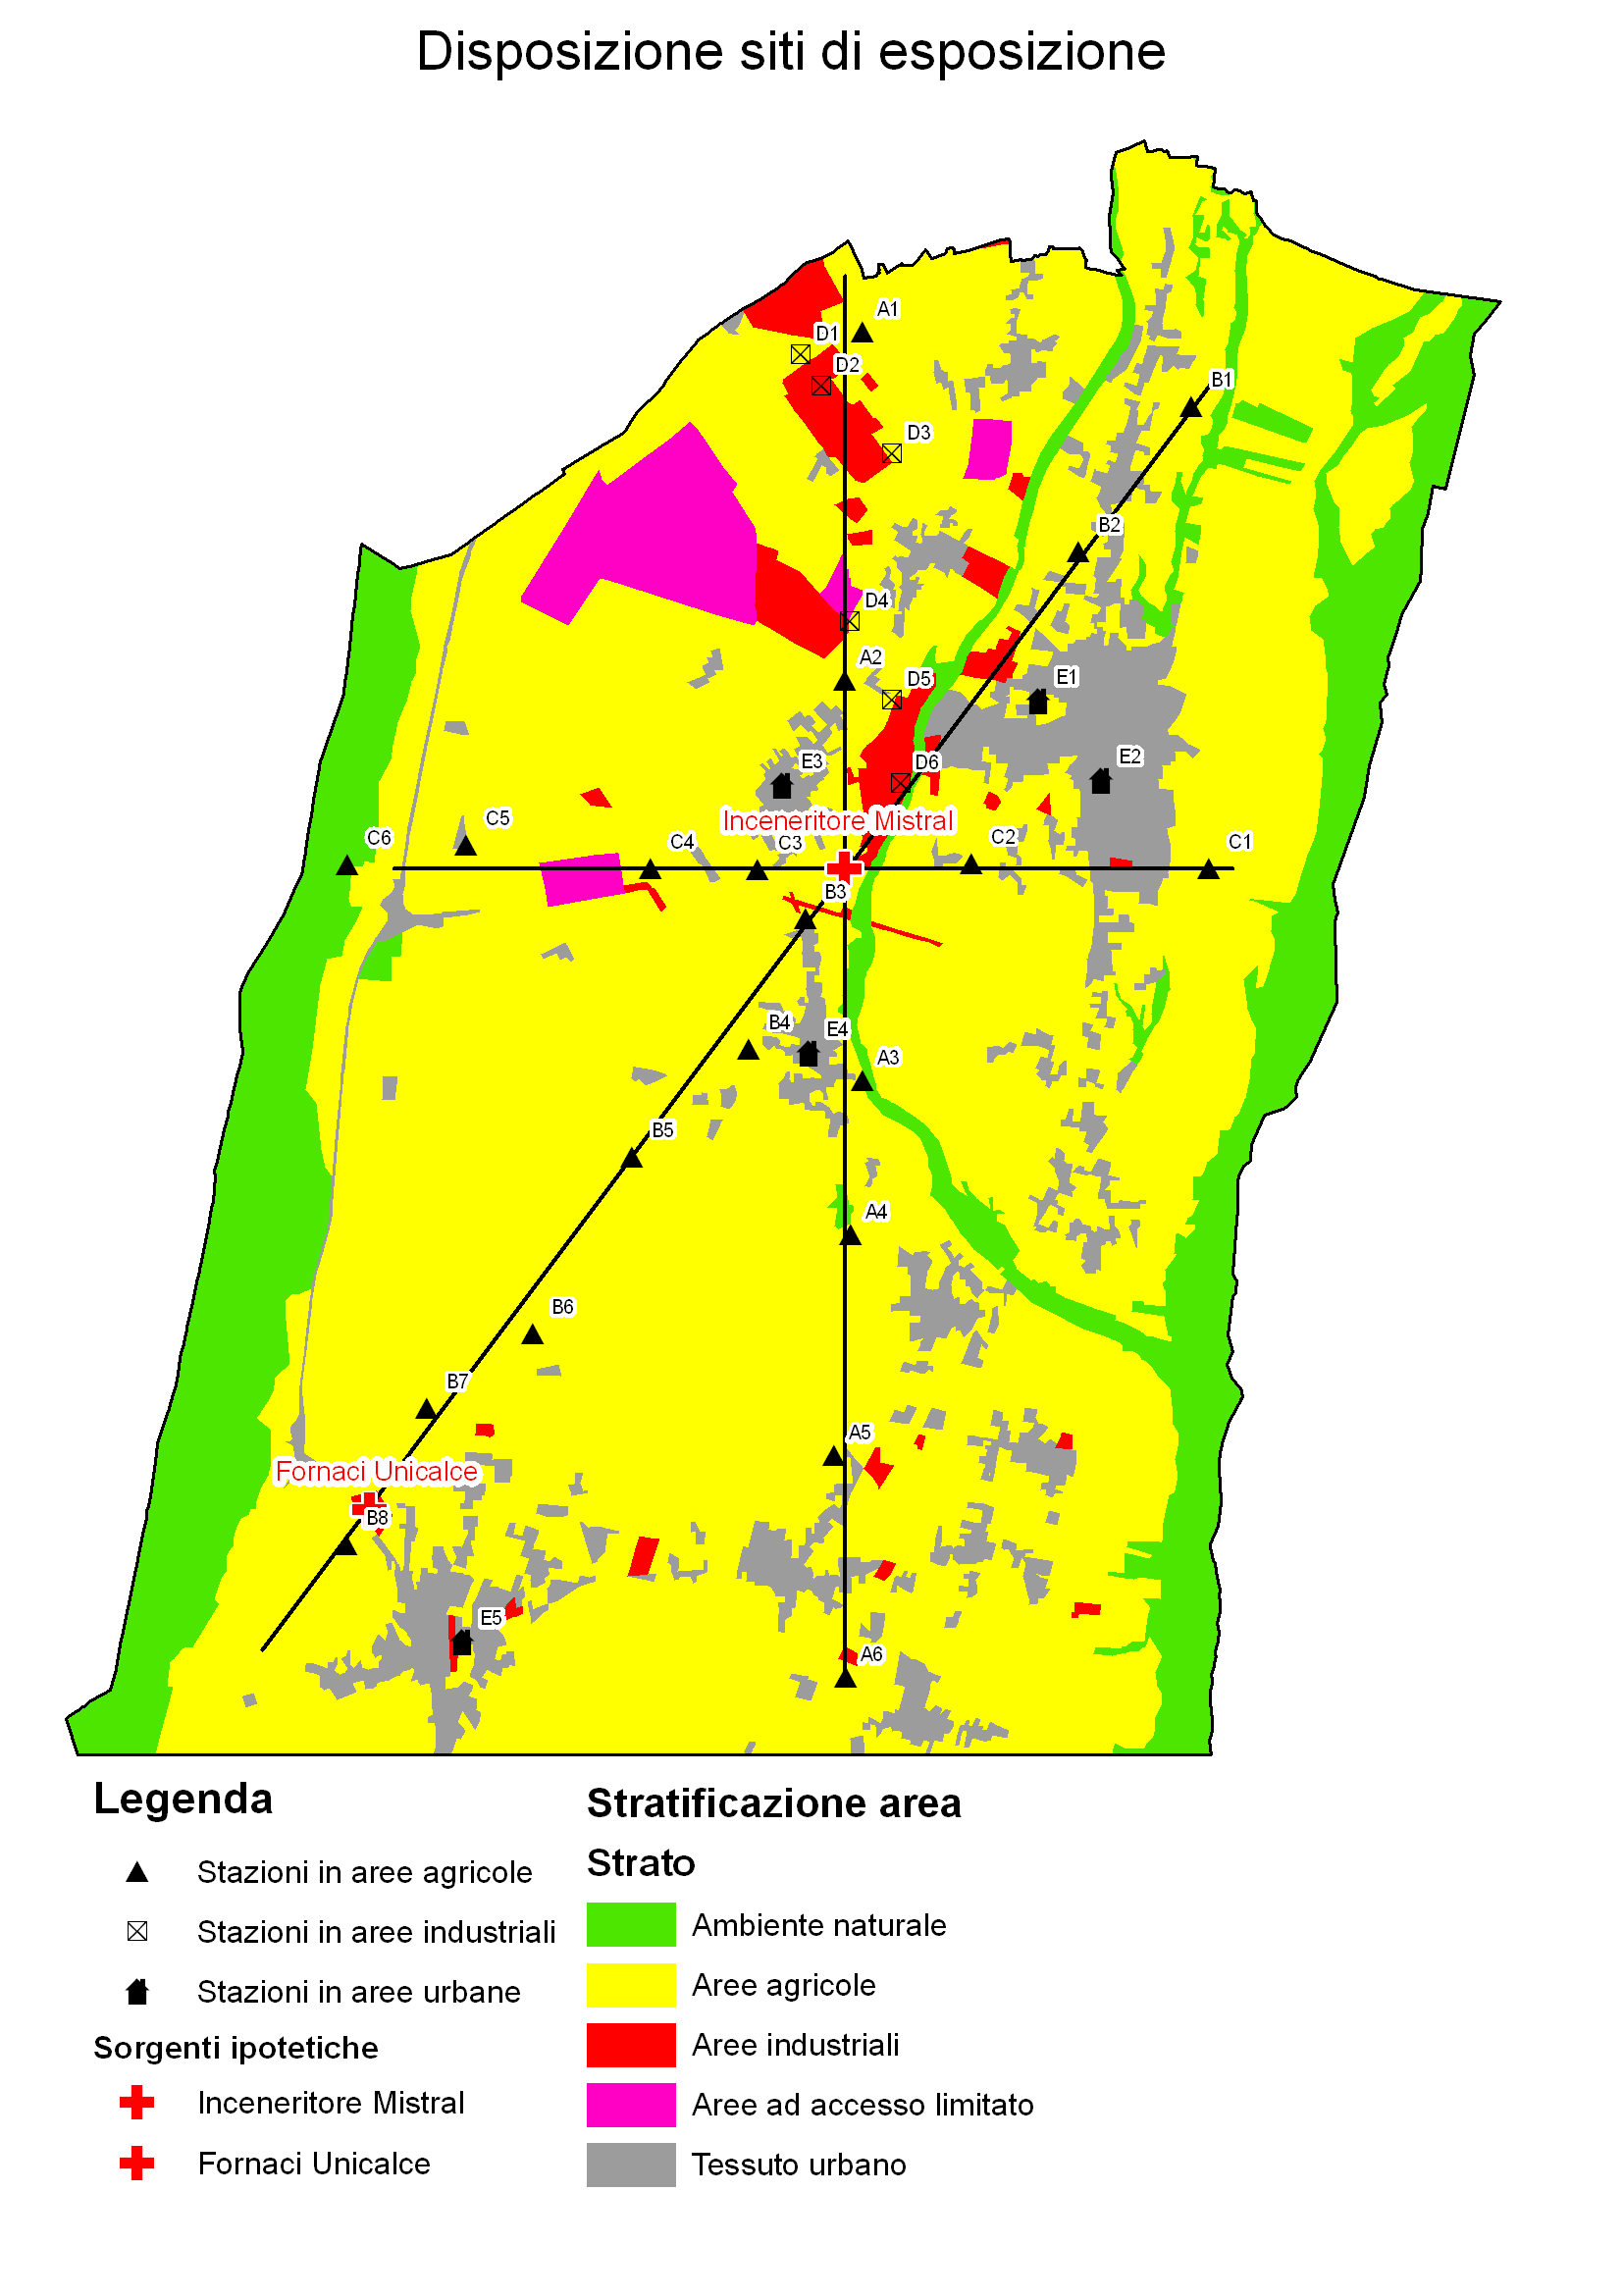 Disposizione siti di esposizione
A1
D1
D2
B1
D3
B2
D4
A2
E1
D5
E2
E3
D6
Inceneritore Mistral
C6
C5
C4
C3
C2
C1
B3
B4
E4
A3
B5
A4
B6
B7
A5
Fornaci Unicalce
B8
E5
A6
Legenda
Stazioni in aree agricole
Stazioni in aree industriali
Stazioni in aree urbane
Sorgenti ipotetiche
Inceneritore Mistral
Fornaci Unicalce
Stratificazione area
Strato
Ambiente naturale
Aree agricole
Aree industriali
Aree ad accesso limitato
Tessuto urbano